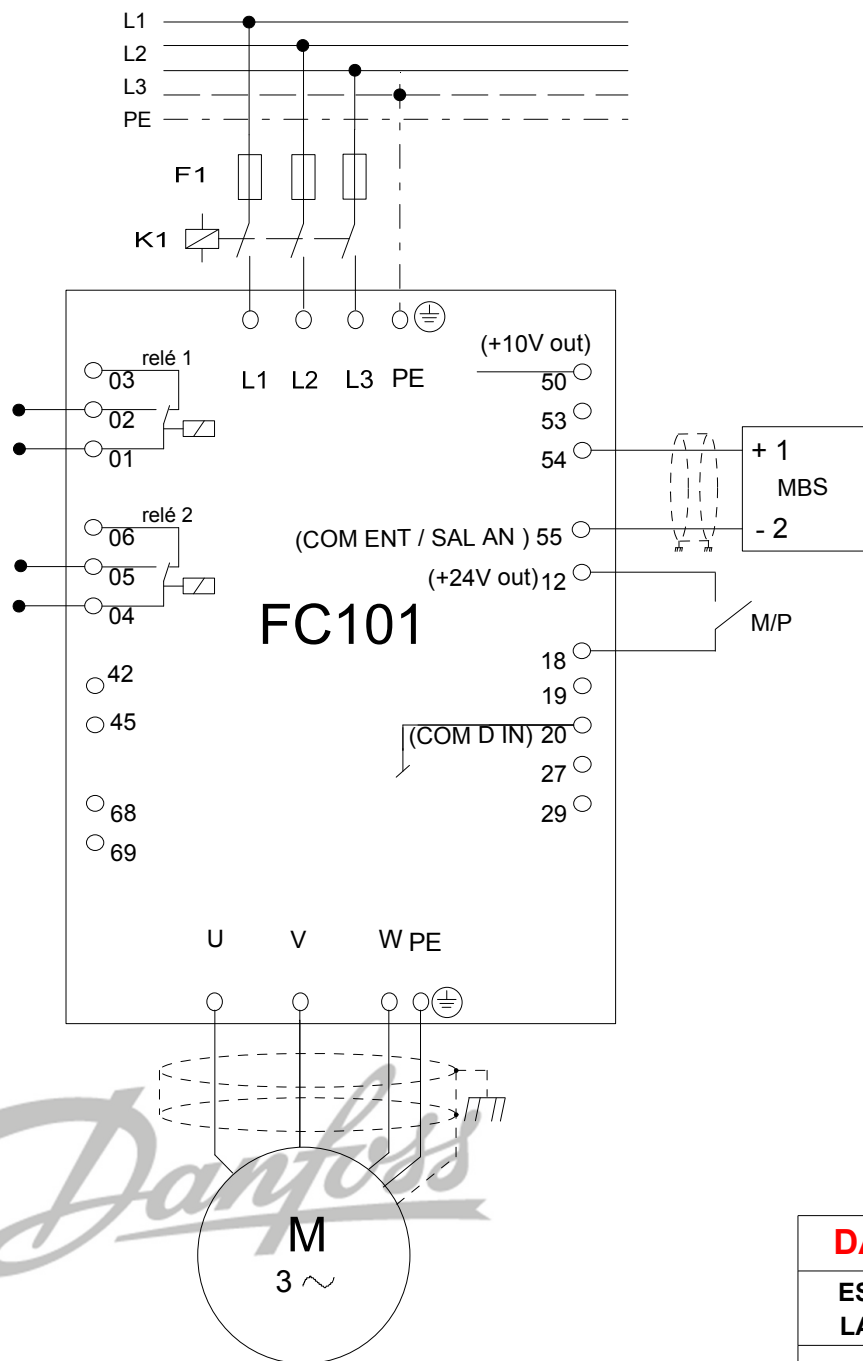 L1
L2
L3
PE
F1
K1
L1 L2 L3 PE
relé 1
03
02
01
relé 2
06
05
04
42
45
68
69
FC101
(+10V out)
50
53
54
(COM ENT / SAL AN ) 55
(+24V out) 12
18
19
(COM D IN) 20
27
29
+ 1
MBS
- 2
M/P
U V W PE
Danfoss
M
3 ~
DA
ES
LA